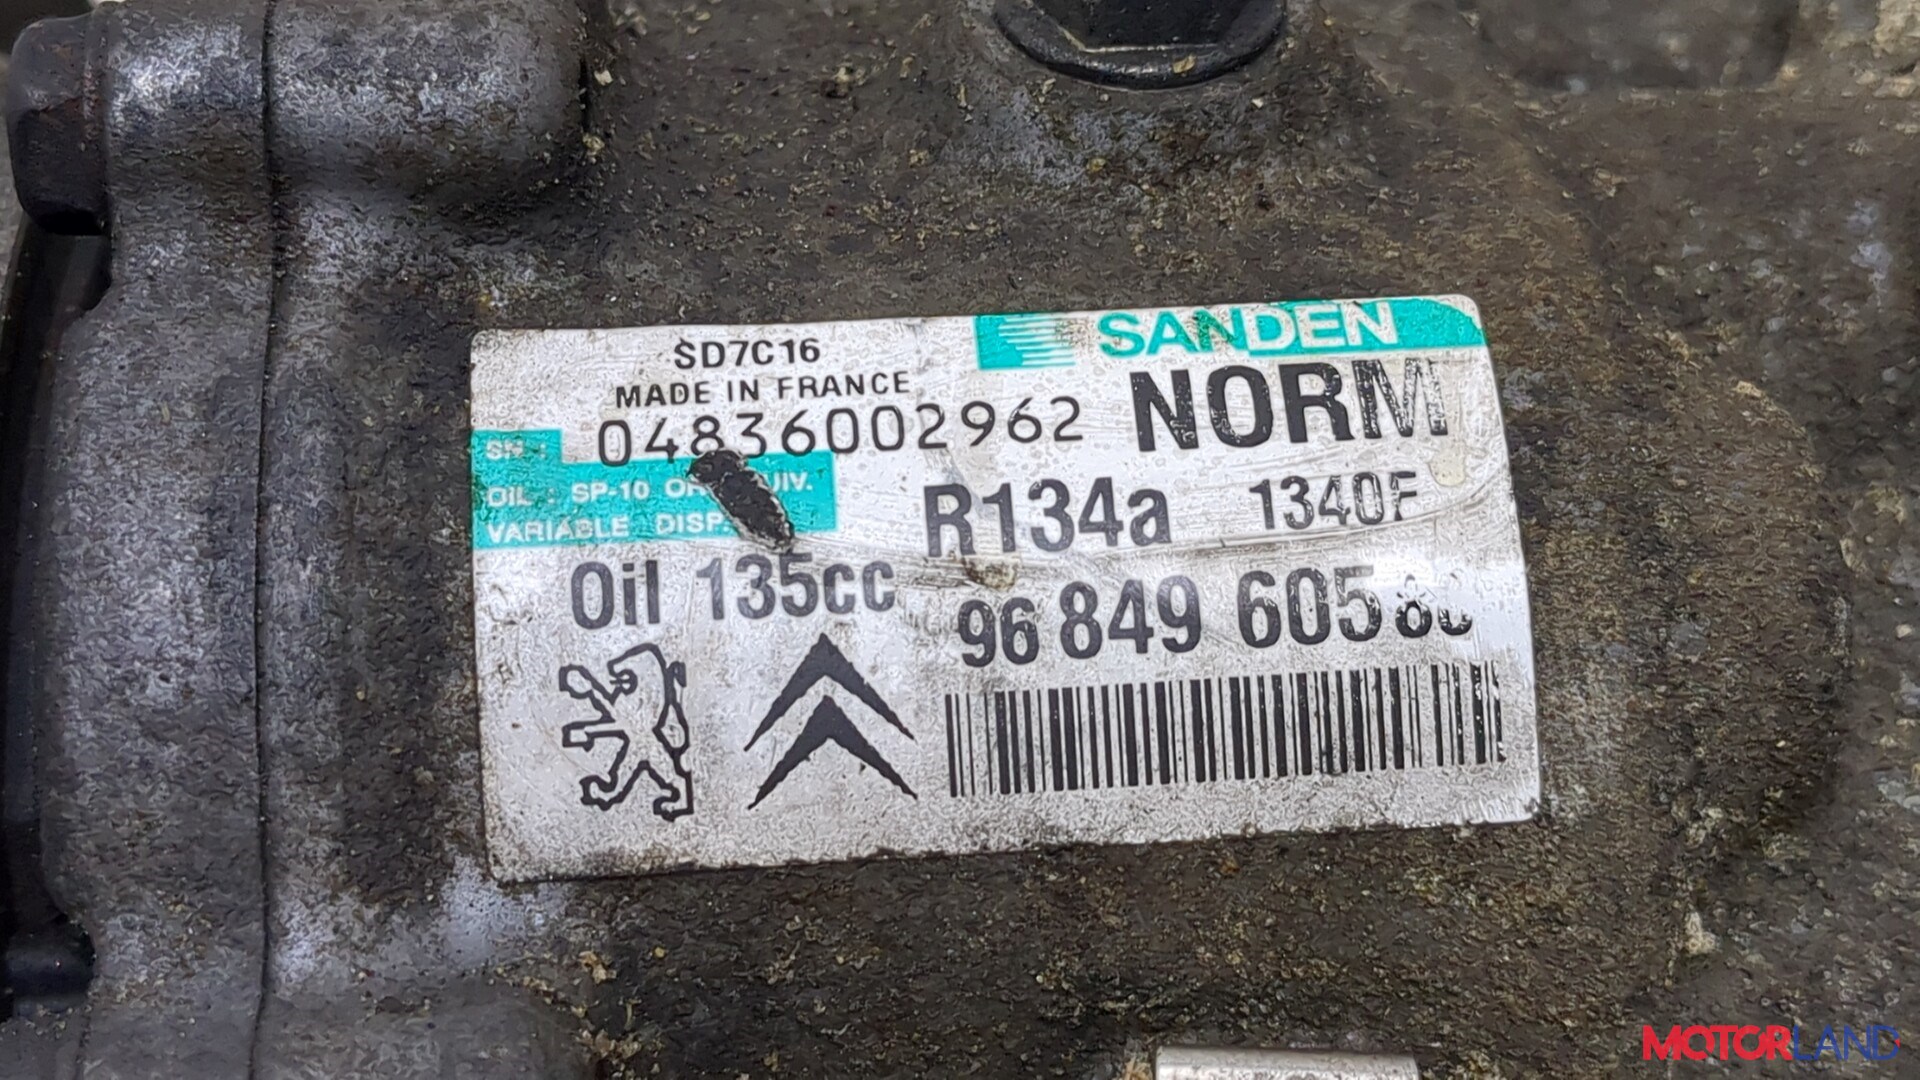 SANDEN
SD7C16
MADE IN FRANCE
NORM
SN : 04836002962
OIL : SP-10 OR
VARIABLE DISP.
R134a 1340F
Oil 135cc
96 849 605
MOTORLAND